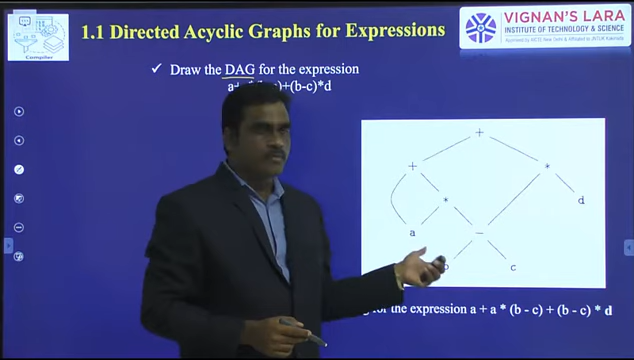 1.1 Directed Acyclic Graphs for Expressions
VIGNAN'S LARA
INSTITUTE OF TECHNOLOGY & SCIENCE
Compiler
✓ Draw the DAG for the expression
)+(b-c)*d
+
+ *
* d
a -
c
for the expression a + a * (b - c) + (b - c) * d